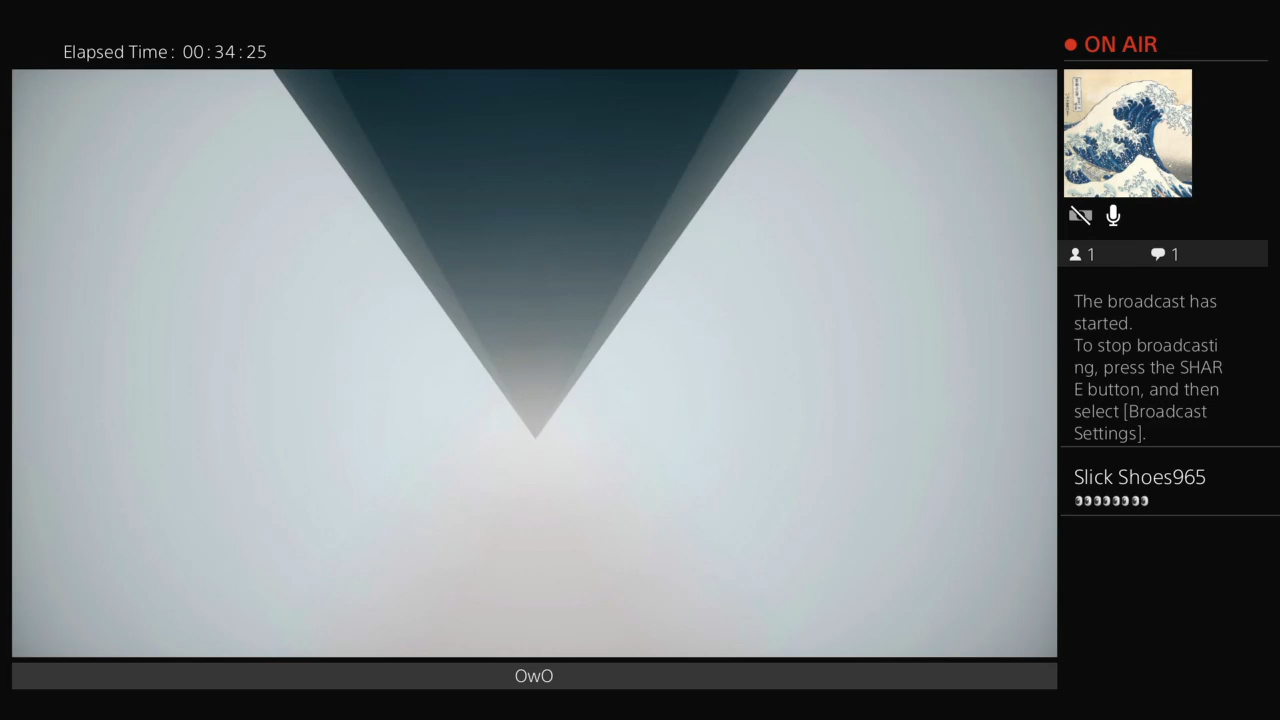 Elapsed Time: 00:34:25
ON AIR
1
1
The broadcast has
started.
To stop broadcasti
ng, press the SHAR
E button, and then
select [Broadcast
Settings].
Slick Shoes965
👀👀👀👀
OwO